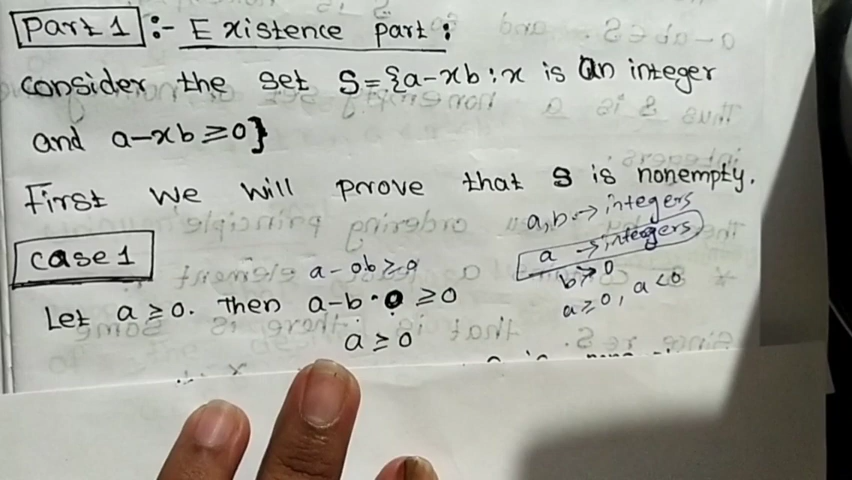 Part 1 :- Existence part :
consider the set S={a-xb : x is an integer
and a-xb ≥ 0}
First we will prove that S is nonempty.
a, b → integers
a → integers
b > 0
a ≥ 0, a < 0
case 1
a - 0b ≥ 0
Let a ≥ 0. Then a-b·0 ≥ 0
a ≥ 0